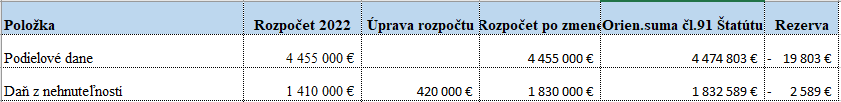 Položka Rozpočet 2022 Úprava rozpočtu Rozpočet po zmene Orien.suma čl.91 Štatútu Rezerva
Podielové dane 4 455 000 € 4 455 000 € 4 474 803 € - 19 803 €
Daň z nehnuteľnosti 1 410 000 € 420 000 € 1 830 000 € 1 832 589 € - 2 589 €